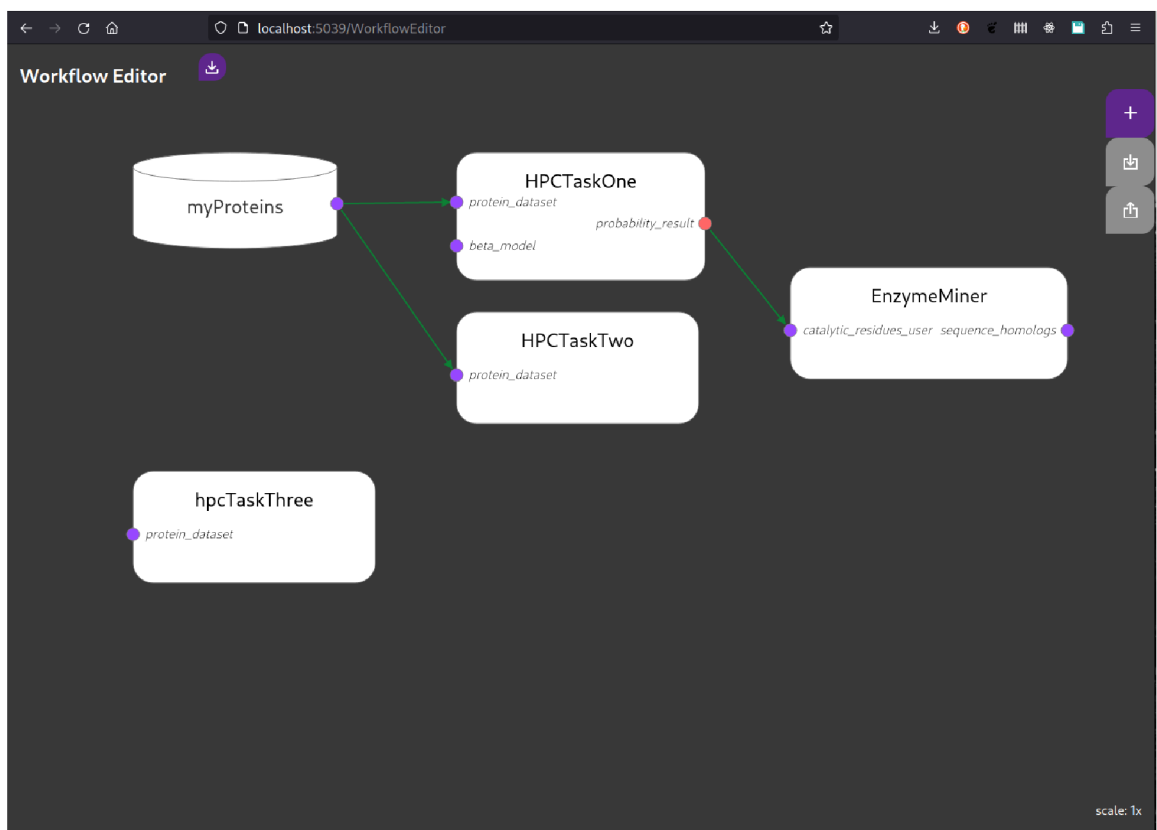 localhost:5039/WorkflowEditor
Workflow Editor
myProteins
HPCTaskOne
protein_dataset
probability_result
beta_model
HPCTaskTwo
protein_dataset
EnzymeMiner
catalytic_residues_user sequence_homologs
hpcTaskThree
protein_dataset
scale: 1x